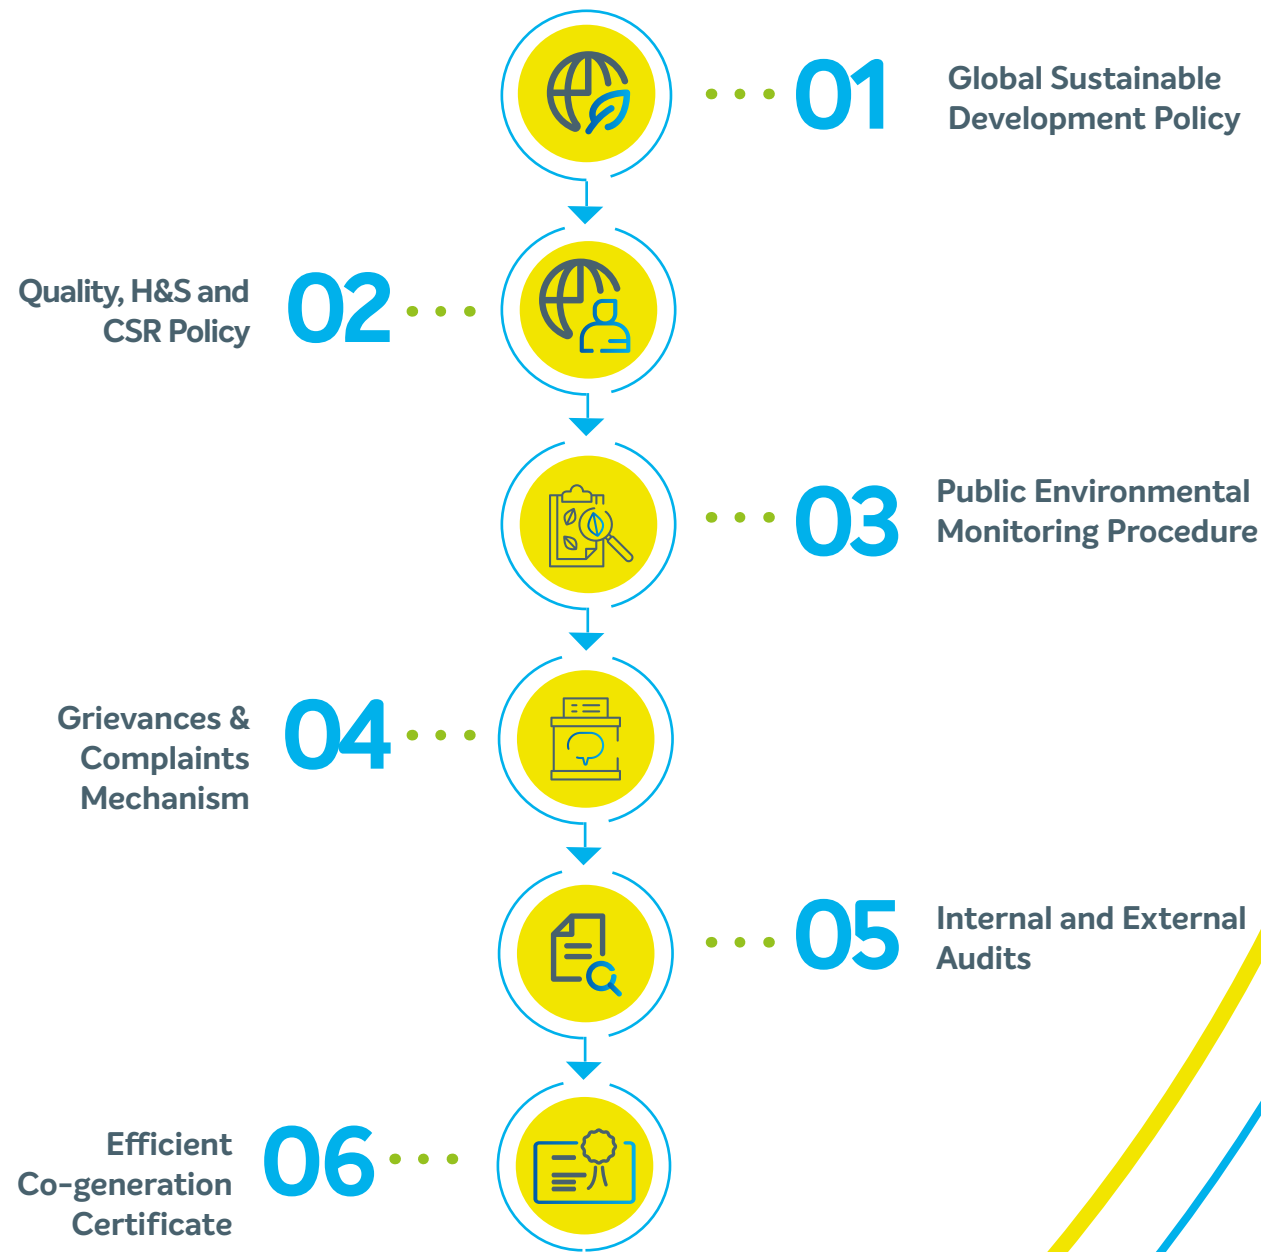 01
Global Sustainable
Development Policy
Quality, H&S and
CSR Policy
02
03
Public Environmental
Monitoring Procedure
Grievances &
Complaints
Mechanism
04
05
Internal and External
Audits
Efficient
Co-generation
Certificate
06